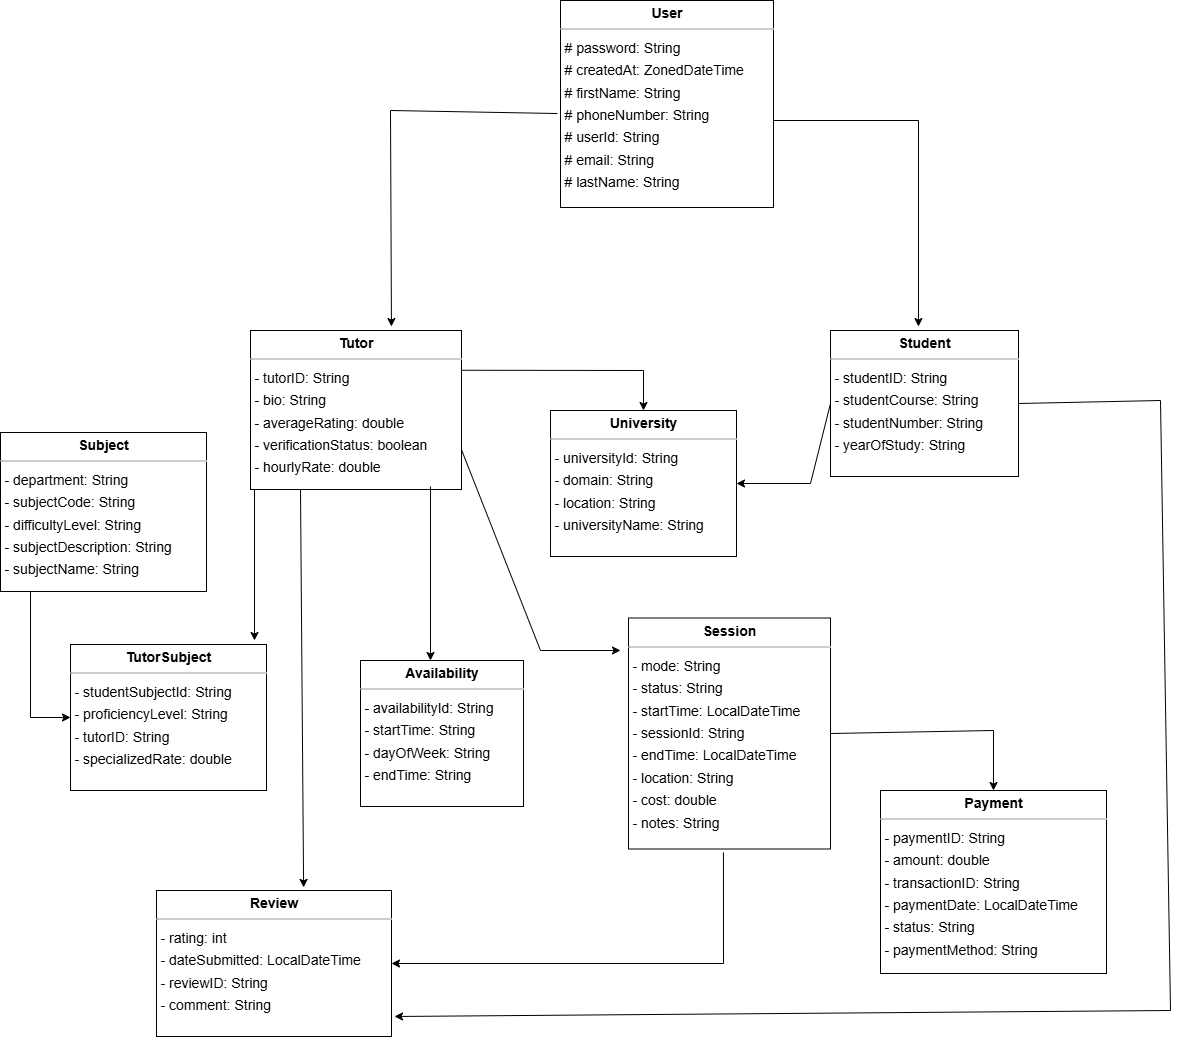 User
# password: String
# createdAt: ZonedDateTime
# firstName: String
# phoneNumber: String
# userId: String
# email: String
# lastName: String
Tutor
- tutorID: String
- bio: String
- averageRating: double
- verificationStatus: boolean
- hourlyRate: double
Student
- studentID: String
- studentCourse: String
- studentNumber: String
- yearOfStudy: String
University
- universityId: String
- domain: String
- location: String
- universityName: String
Subject
- department: String
- subjectCode: String
- difficultyLevel: String
- subjectDescription: String
- subjectName: String
TutorSubject
- studentSubjectId: String
- proficiencyLevel: String
- tutorID: String
- specializedRate: double
Availability
- availabilityId: String
- startTime: String
- dayOfWeek: String
- endTime: String
Session
- mode: String
- status: String
- startTime: LocalDateTime
- sessionId: String
- endTime: LocalDateTime
- location: String
- cost: double
- notes: String
Payment
- paymentID: String
- amount: double
- transactionID: String
- paymentDate: LocalDateTime
- status: String
- paymentMethod: String
Review
- rating: int
- dateSubmitted: LocalDateTime
- reviewID: String
- comment: String